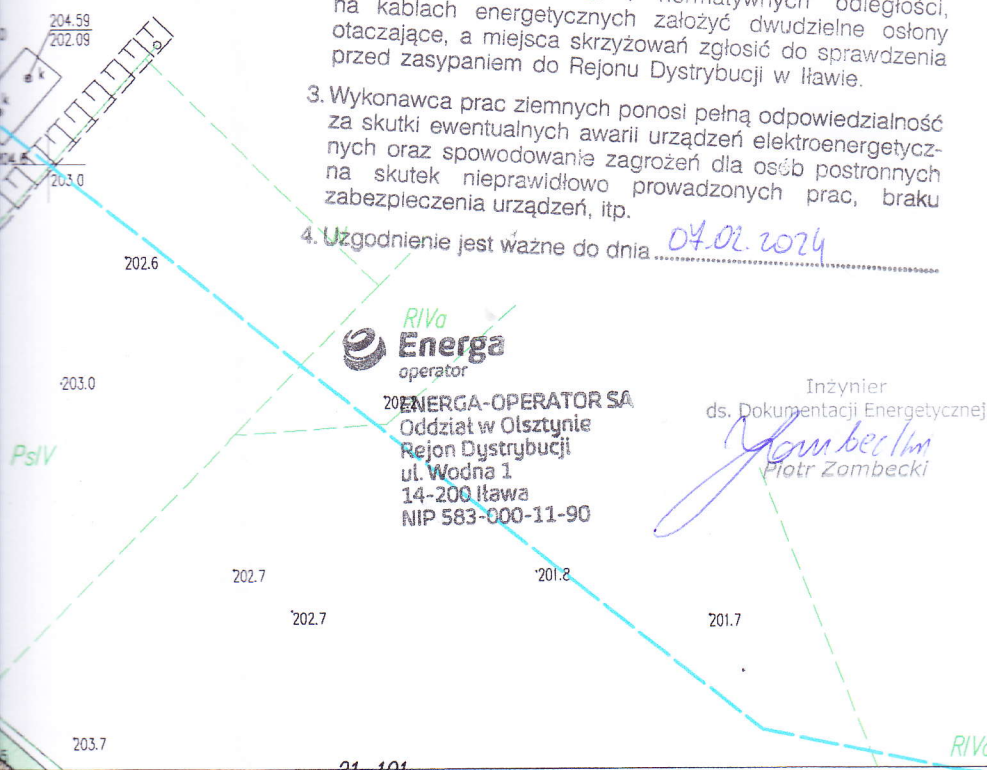 204.59
202.09
k
normatywnych odległości,
na kablach energetycznych założyć dwudzielne osłony
otaczające, a miejsca skrzyżowań zgłosić do sprawdzenia
przed zasypaniem do Rejonu Dystrybucji w Iławie.
3. Wykonawca prac ziemnych ponosi pełną odpowiedzialność
za skutki ewentualnych awarii urządzeń elektroenergetycz-
nych oraz spowodowania zagrożeń dla osób postronnych
na skutek nieprawidłowo prowadzonych prac, braku
zabezpieczenia urządzeń, itp.
4. Uzgodnienie jest ważne do dnia 07.02.2024
203.0
202.6
RIVa
Energa
operator
203.0
ENERGA-OPERATOR SA
Oddział w Olsztynie
Rejon Dystrybucji
ul. Wodna 1
14-200 Iława
NIP 583-000-11-90
Inżynier
ds. Dokumentacji Energetycznej
Piotr Zombecki
PsIV
202.7
201.8
202.7
201.7
203.7
RIVa